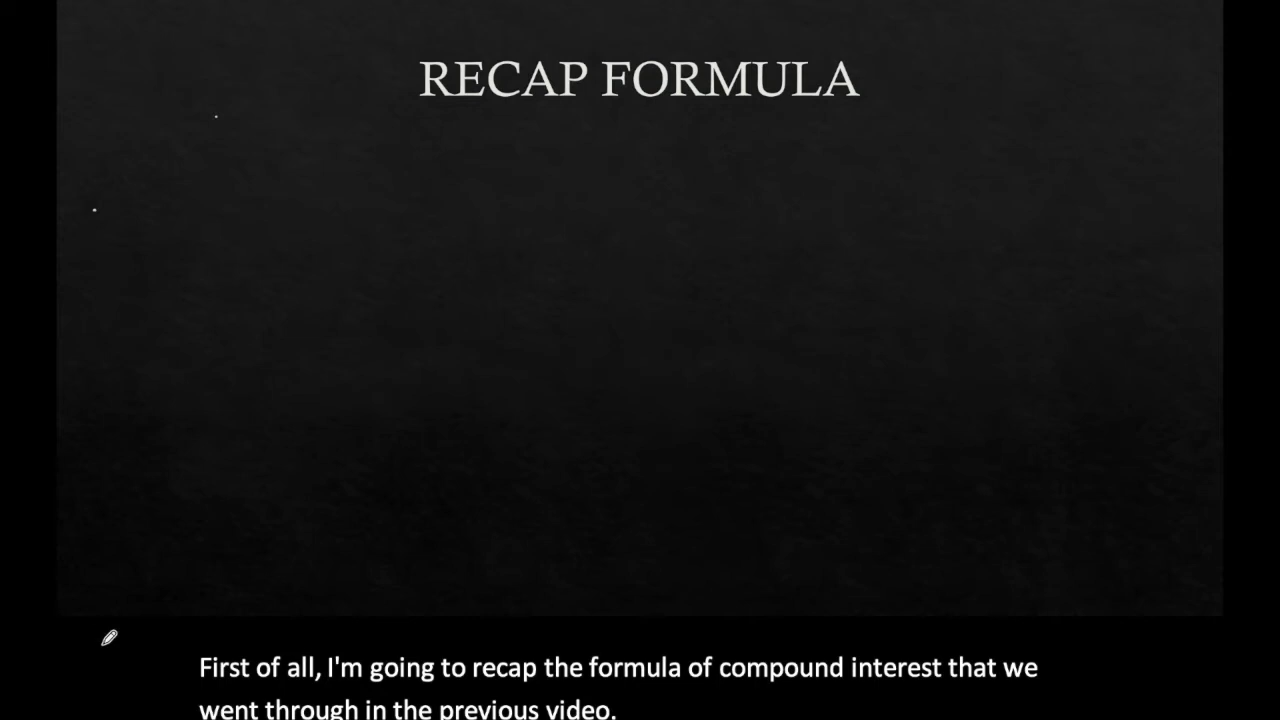 RECAP FORMULA
First of all, I'm going to recap the formula of compound interest that we
went through in the previous video.